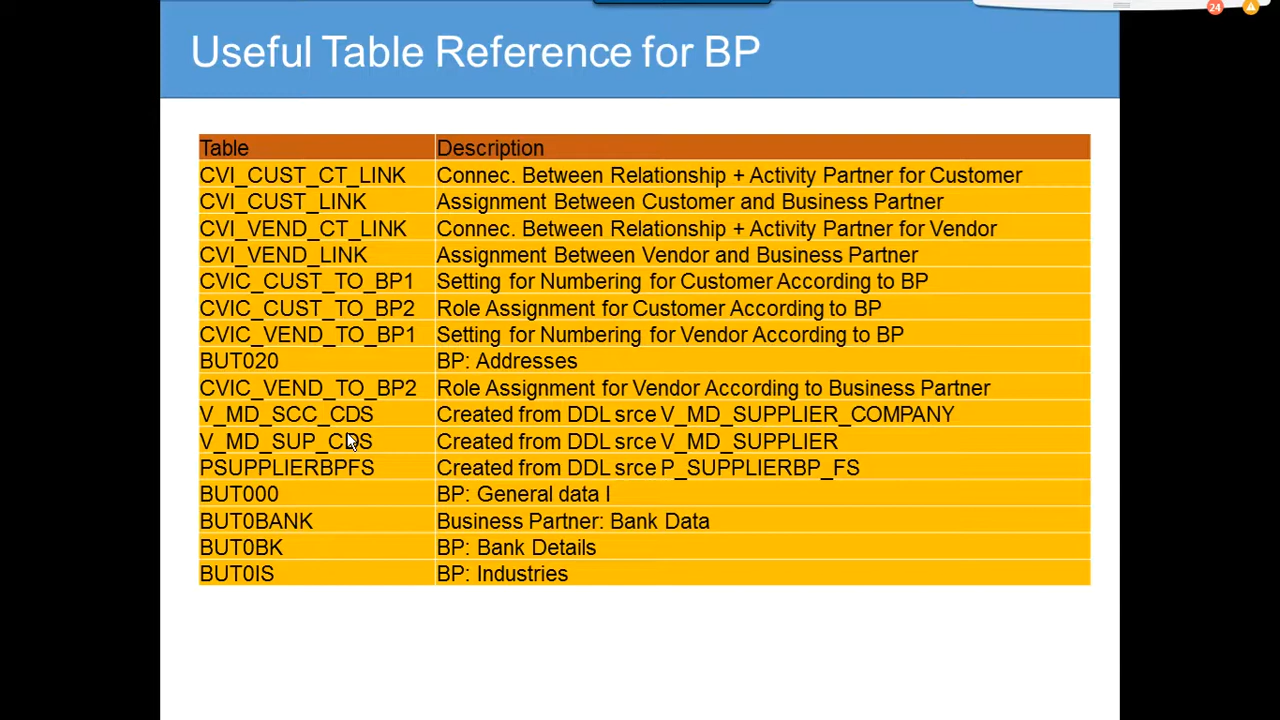 24
Useful Table Reference for BP
Table Description
CVI_CUST_CT_LINK Connec. Between Relationship + Activity Partner for Customer
CVI_CUST_LINK Assignment Between Customer and Business Partner
CVI_VEND_CT_LINK Connec. Between Relationship + Activity Partner for Vendor
CVI_VEND_LINK Assignment Between Vendor and Business Partner
CVIC_CUST_TO_BP1 Setting for Numbering for Customer According to BP
CVIC_CUST_TO_BP2 Role Assignment for Customer According to BP
CVIC_VEND_TO_BP1 Setting for Numbering for Vendor According to BP
BUT020 BP: Addresses
CVIC_VEND_TO_BP2 Role Assignment for Vendor According to Business Partner
V_MD_SCC_CDS Created from DDL srce V_MD_SUPPLIER_COMPANY
V_MD_SUP_CDS Created from DDL srce V_MD_SUPPLIER
PSUPPLIERBPFS Created from DDL srce P_SUPPLIERBP_FS
BUT000 BP: General data I
BUT0BANK Business Partner: Bank Data
BUT0BK BP: Bank Details
BUT0IS BP: Industries